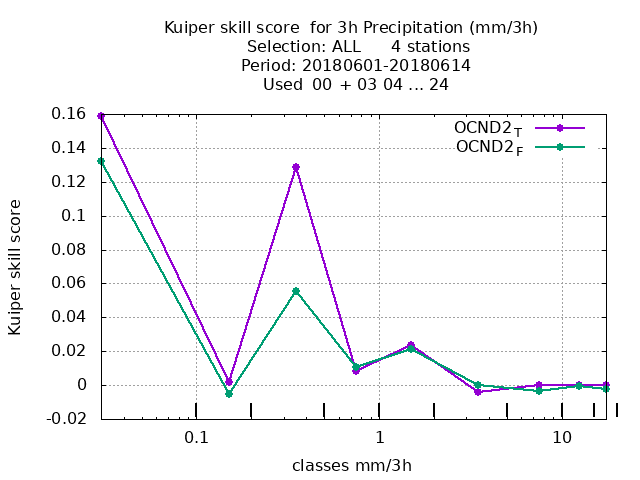 Kuiper skill score  for 3h Precipitation (mm/3h)
Selection: ALL      4 stations
Period: 20180601-20180614
Used  00 + 03 04 ... 24
OCND2T
OCND2F
0.16
0.14
0.12
0.1
0.08
0.06
0.04
0.02
0
-0.02
Kuiper skill score
0.1
1
10
classes mm/3h